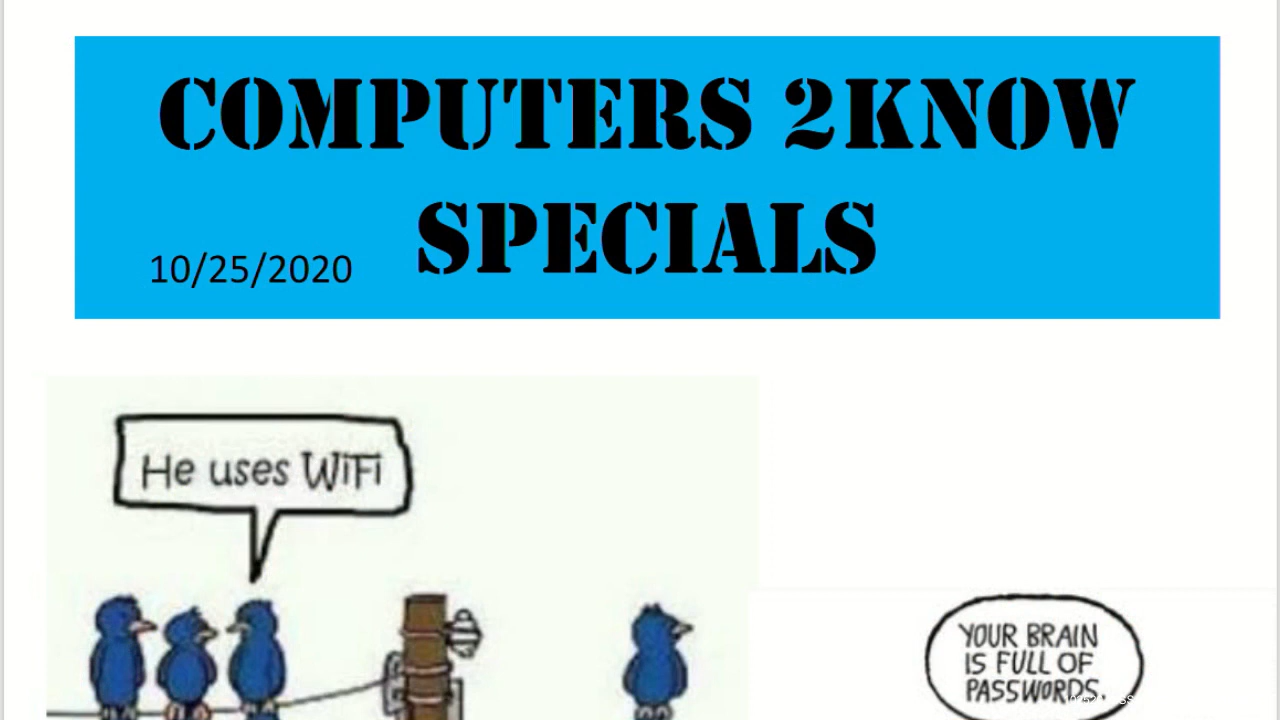 COMPUTERS 2KNOW
SPECIALS
10/25/2020
He uses WiFi
YOUR BRAIN
IS FULL OF
PASSWORDS.